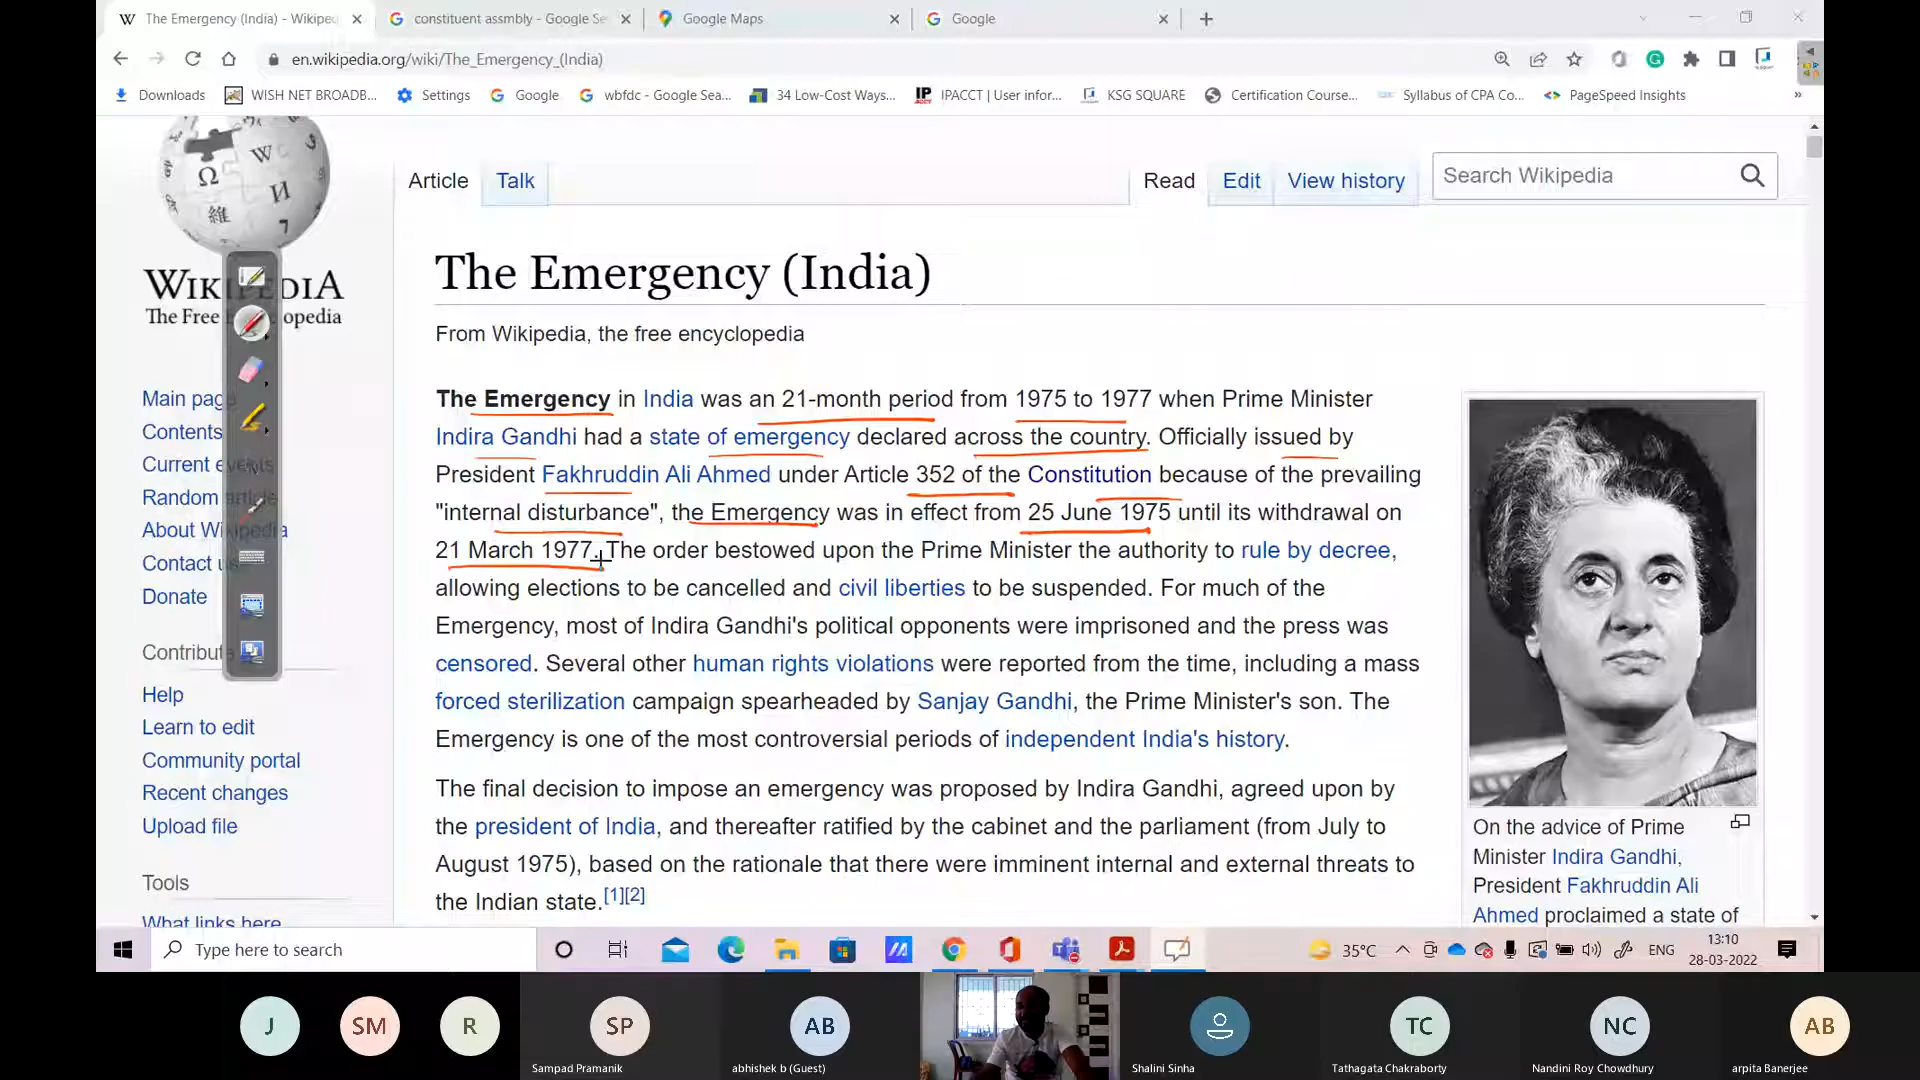 The Emergency (India) - Wikiped
constituent assmbly - Google Se
Google Maps
Google
en.wikipedia.org/wiki/The_Emergency_(India)
Downloads
WISH NET BROADB...
Settings
Google
wbfdc - Google Sea...
34 Low-Cost Ways...
IPACCT | User infor...
KSG SQUARE
Certification Course...
Syllabus of CPA Co...
PageSpeed Insights
Article
Talk
Read
Edit
View history
Search Wikipedia
The Emergency (India)
From Wikipedia, the free encyclopedia
The Emergency in India was an 21-month period from 1975 to 1977 when Prime Minister
Indira Gandhi had a state of emergency declared across the country. Officially issued by
President Fakhruddin Ali Ahmed under Article 352 of the Constitution because of the prevailing
"internal disturbance", the Emergency was in effect from 25 June 1975 until its withdrawal on
21 March 1977. The order bestowed upon the Prime Minister the authority to rule by decree,
allowing elections to be cancelled and civil liberties to be suspended. For much of the
Emergency, most of Indira Gandhi's political opponents were imprisoned and the press was
censored. Several other human rights violations were reported from the time, including a mass
forced sterilization campaign spearheaded by Sanjay Gandhi, the Prime Minister's son. The
Emergency is one of the most controversial periods of independent India's history.
The final decision to impose an emergency was proposed by Indira Gandhi, agreed upon by
the president of India, and thereafter ratified by the cabinet and the parliament (from July to
August 1975), based on the rationale that there were imminent internal and external threats to
the Indian state.[1][2]
On the advice of Prime
Minister Indira Gandhi,
President Fakhruddin Ali
Ahmed proclaimed a state of
WIKIPEDIA
The Free opedia
Main page
Contents
Current events
Random article
About Wikipedia
Contact us
Donate
Contribute
Help
Learn to edit
Community portal
Recent changes
Upload file
Tools
What links here
Type here to search
35°C
ENG
13:10
28-03-2022
J
SM
R
SP
Sampad Pramanik
AB
abhishek b (Guest)
Shalini Sinha
TC
Tathagata Chakraborty
NC
Nandini Roy Chowdhury
AB
arpita Banerjee